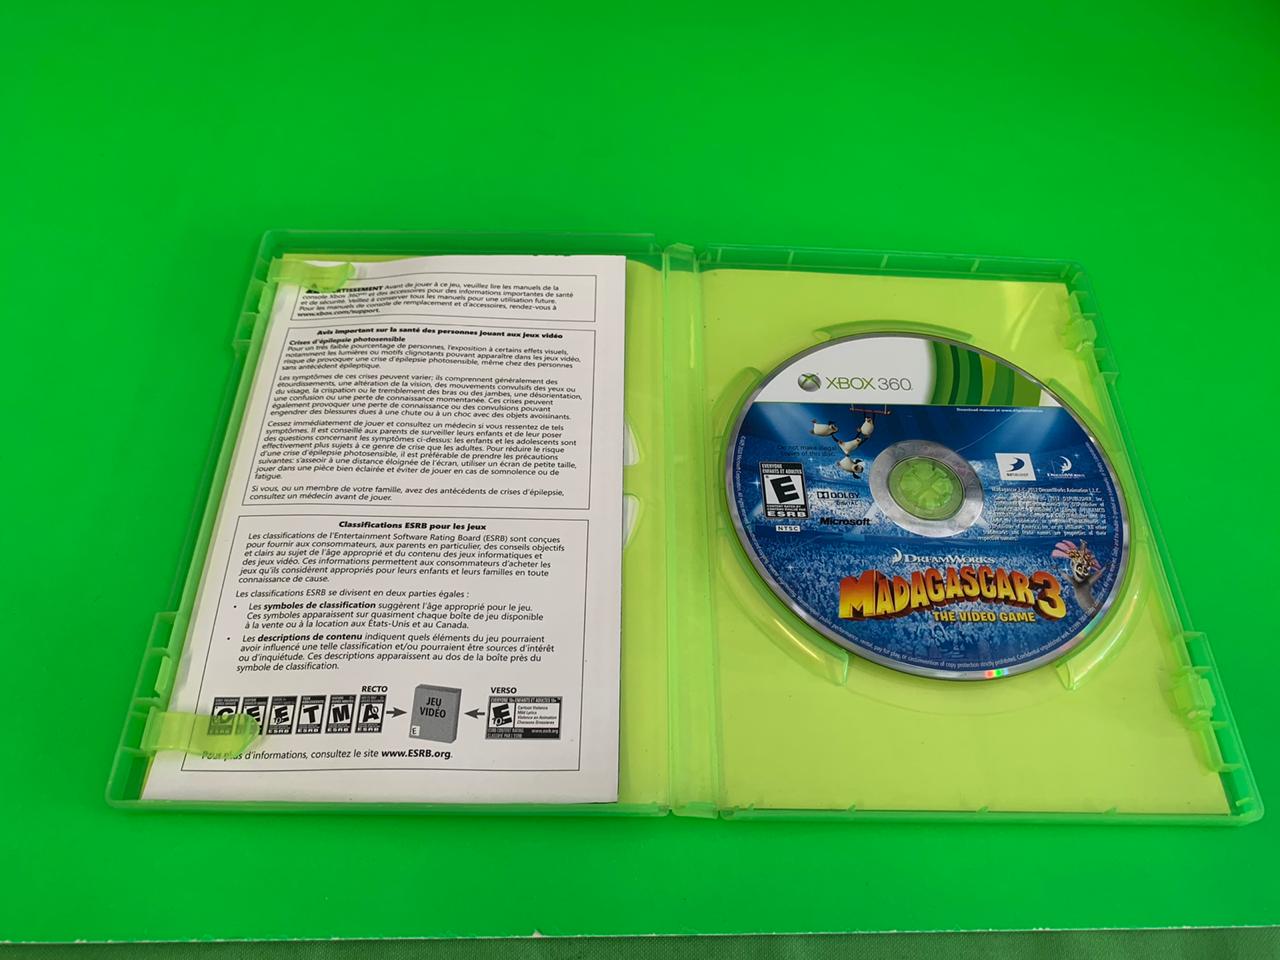 AVERTISSEMENT Avant de jouer à ce jeu, veuillez lire les manuels de la
console Xbox 360 et des accessoires pour des informations importantes de santé
et de sécurité. Veillez à conserver tous les manuels pour une utilisation future.
Pour les manuels de console de remplacement et d'accessoires, rendez-vous à
www.xbox.com/support.
Avis important sur la santé des personnes jouant aux jeux vidéo
Crises d'épilepsie photosensible
Pour un très faible pourcentage de personnes, l'exposition à certains effets visuels,
notamment les lumières ou motifs clignotants pouvant apparaître dans les jeux vidéo,
risque de provoquer une crise d'épilepsie photosensible, même chez des personnes
sans antécédent épileptique.
Les symptômes de ces crises peuvent varier; ils comprennent généralement des
étourdissements, une altération de la vision, des mouvements convulsifs des yeux ou
du visage, la crispation ou le tremblement des bras ou des jambes, une désorientation,
une confusion ou une perte de connaissance momentanée. Ces crises peuvent
également provoquer une perte de connaissance ou des convulsions pouvant
engendrer des blessures dues à une chute ou à un choc avec des objets avoisinants.
Cessez immédiatement de jouer et consultez un médecin si vous ressentez de tels
symptômes. Il est conseillé aux parents de surveiller leurs enfants et de leur poser
des questions concernant les symptômes ci-dessus: les enfants et les adolescents sont
effectivement plus sujets à ce genre de crise que les adultes. Pour réduire le risque
d'une crise d'épilepsie photosensible, il est préférable de prendre les précautions
suivantes: s'asseoir à une distance éloignée de l'écran, utiliser un écran de petite taille,
jouer dans une pièce bien éclairée et éviter de jouer en cas de somnolence ou de
fatigue.
Si vous, ou un membre de votre famille, avez des antécédents de crises d'épilepsie,
consultez un médecin avant de jouer.
Classifications ESRB pour les jeux
Les classifications de l'Entertainment Software Rating Board (ESRB) sont conçues
pour fournir aux consommateurs, aux parents en particulier, des conseils objectifs
et clairs au sujet de l'âge approprié et du contenu des jeux informatiques et
des jeux vidéo. Ces informations permettent aux consommateurs d'acheter les
jeux qu'ils considèrent appropriés pour leurs enfants et leurs familles en toute
connaissance de cause.
Les classifications ESRB se divisent en deux parties égales :
• Les symboles de classification suggèrent l'âge approprié pour le jeu.
Ces symboles apparaissent sur quasiment chaque boîte de jeu disponible
à la vente ou à la location aux États-Unis et au Canada.
• Les descriptions de contenu indiquent quels éléments du jeu pourraient
avoir influencé une telle classification et/ou pourraient être sources d'intérêt
ou d'inquiétude. Ces descriptions apparaissent au dos de la boîte près du
symbole de classification.
RECTO
VERSO
C E E T M A
JEU
VIDÉO
E
Pour plus d'informations, consultez le site www.ESRB.org.
XBOX 360
Do not make illegal
copies of this disc.
EVERYONE
ENFANTS ET ADULTES
E
ESRB
NTSC
DOLBY
DIGITAL
Microsoft
DREAMWORKS
MADAGASCAR 3
THE VIDEO GAME